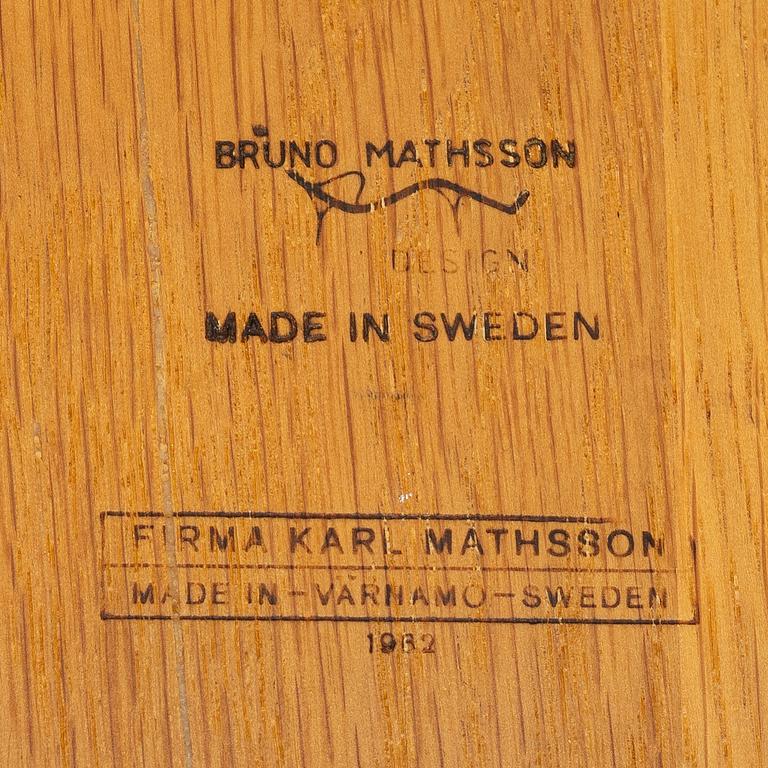 BRUNO MATHSSON
DESIGN
MADE IN SWEDEN
FIRMA KARL MATHSSON
MADE IN-VÄRNAMO-SWEDEN
1962